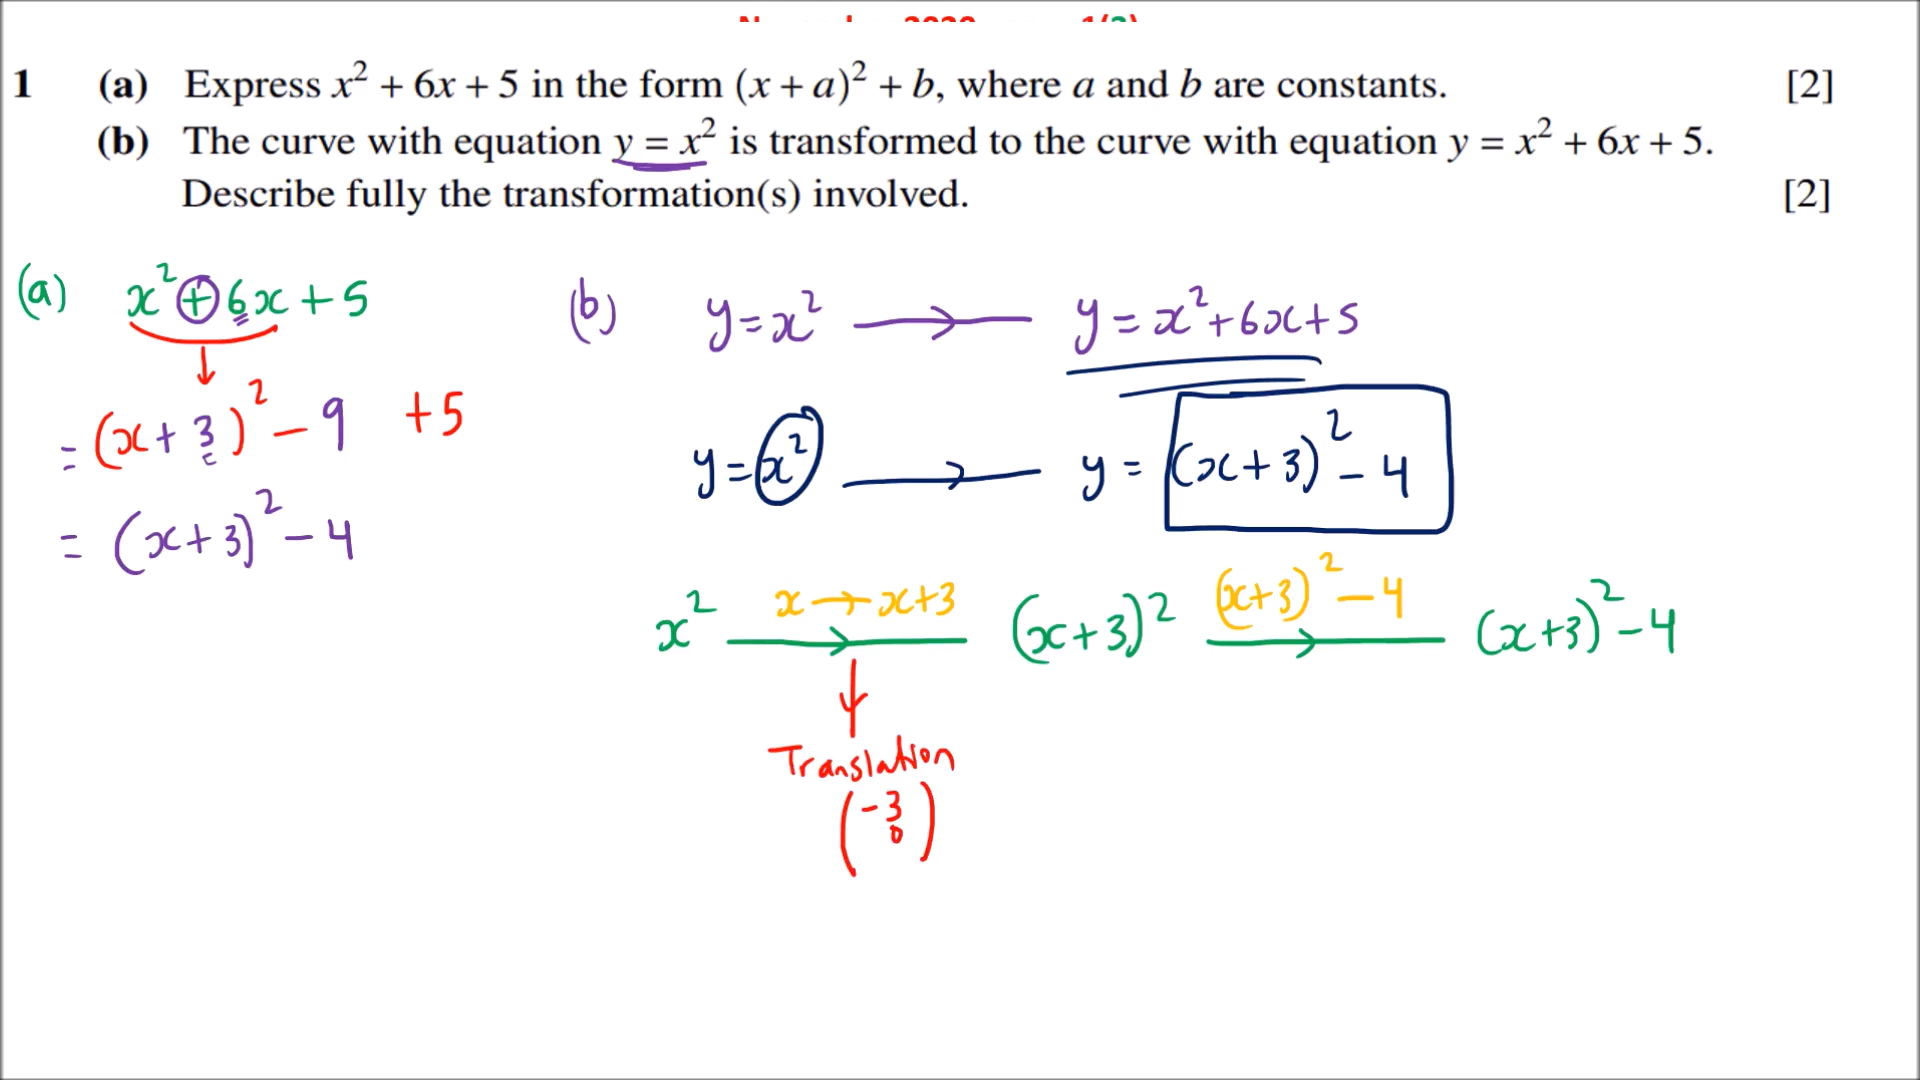 1 (a) Express x² + 6x + 5 in the form (x + a)² + b, where a and b are constants. [2]
(b) The curve with equation y = x² is transformed to the curve with equation y = x² + 6x + 5.
Describe fully the transformation(s) involved. [2]
(a) x² + 6x + 5
= (x + 3)² - 9 + 5
= (x + 3)² - 4
(b) y = x² → y = x² + 6x + 5
y = x² → y = (x + 3)² - 4
x → x+3 (x+3)² - 4
x² → (x+3)² → (x+3)² - 4
Translation
(-3
0)